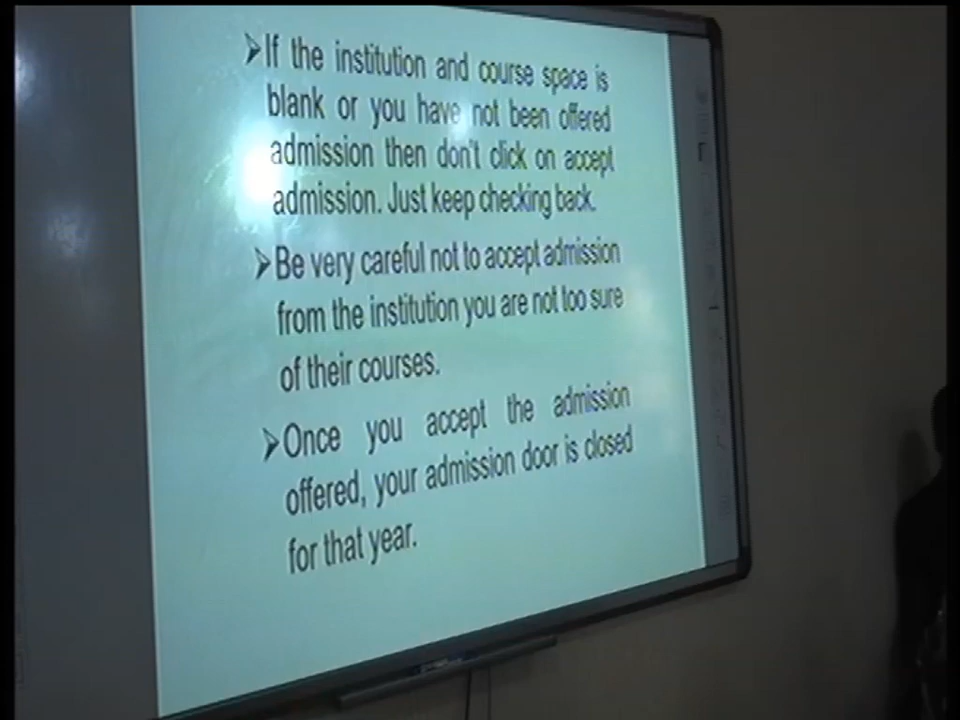 ➢If the institution and course space is
blank or you have not been offered
admission then don't click on accept
admission. Just keep checking back.
➢Be very careful not to accept admission
from the institution you are not too sure
of their courses.
➢Once you accept the admission
offered, your admission door is closed
for that year.